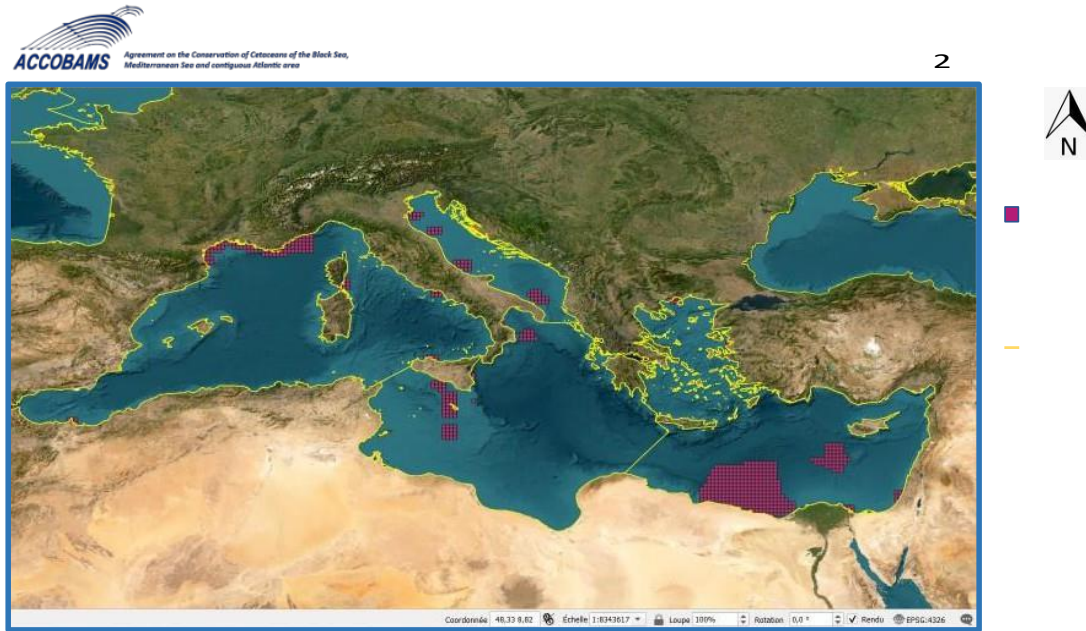 ACCOBAMS
Agreement on the Conservation of Cetaceans of the Black Sea,
Mediterranean Sea and contiguous Atlantic area
2
N
Coordonnée 48,33 8,82 Échelle 1:8343617 Loupe 100% Rotation 0,0 ° Rendu EPSG:4326